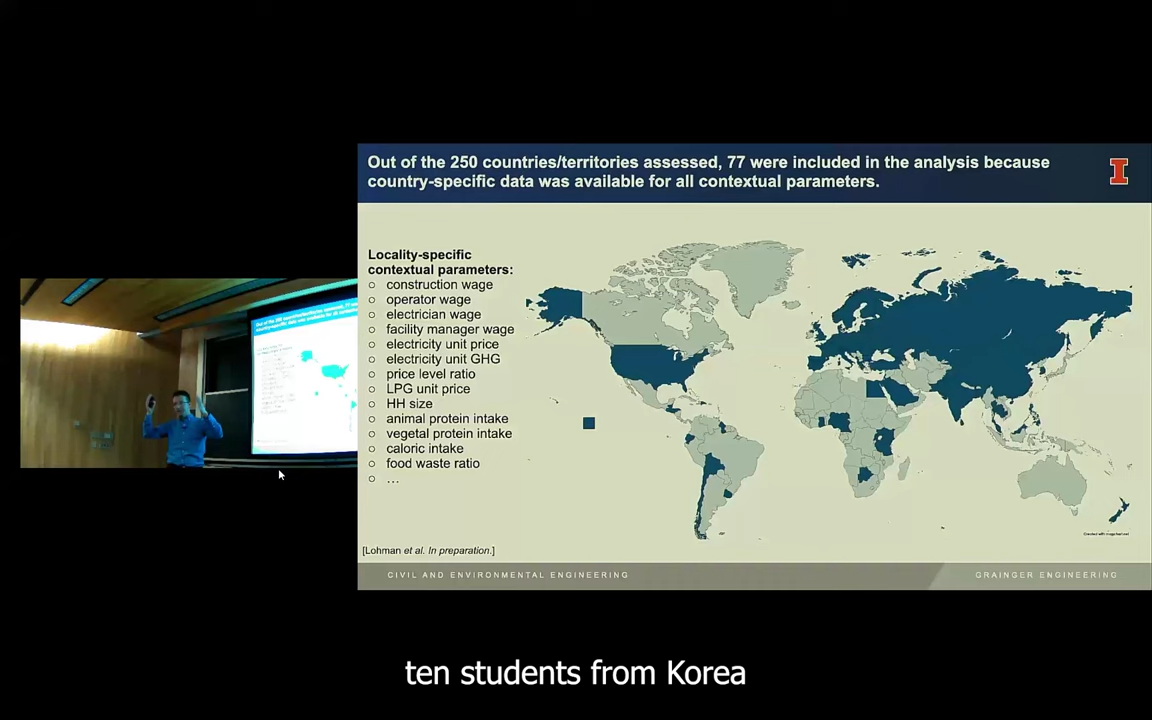 Out of the 250 countries/territories assessed, 77 were included in the analysis because
country-specific data was available for all contextual parameters.
Locality-specific
contextual parameters:
○ construction wage
○ operator wage
○ electrician wage
○ facility manager wage
○ electricity unit price
○ electricity unit GHG
○ price level ratio
○ LPG unit price
○ HH size
○ animal protein intake
○ vegetal protein intake
○ caloric intake
○ food waste ratio
○ ...
[Lohman et al. In preparation.]
CIVIL AND ENVIRONMENTAL ENGINEERING
GRAINGER ENGINEERING
ten students from Korea